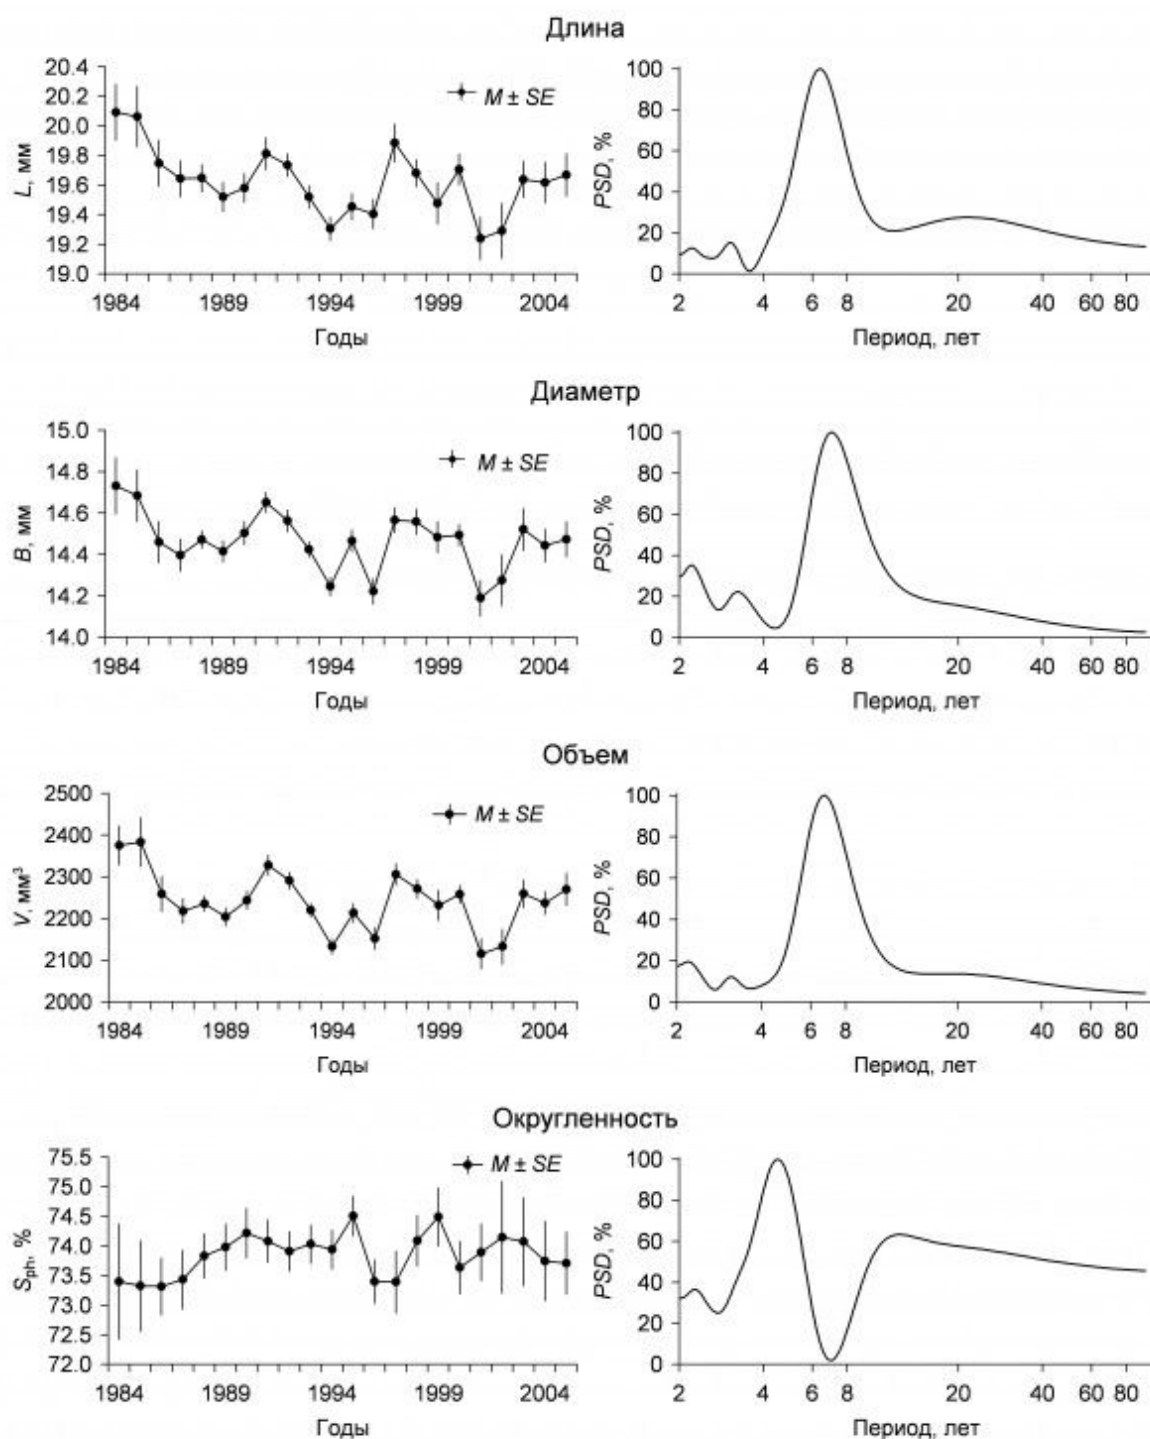 Длина
20.4
20.2
20.0
19.8
19.6
19.4
19.2
19.0
L, мм
M ± SE
1984 1989 1994 1999 2004
Годы
100
80
60
40
20
0
PSD, %
2 4 6 8 20 40 60 80
Период, лет
Диаметр
15.0
14.8
14.6
14.4
14.2
14.0
B, мм
M ± SE
1984 1989 1994 1999 2004
Годы
100
80
60
40
20
0
PSD, %
2 4 6 8 20 40 60 80
Период, лет
Объем
2500
2400
2300
2200
2100
2000
V, мм³
M ± SE
1984 1989 1994 1999 2004
Годы
100
80
60
40
20
0
PSD, %
2 4 6 8 20 40 60 80
Период, лет
Округленность
75.5
75.0
74.5
74.0
73.5
73.0
72.5
72.0
Sph, %
M ± SE
1984 1989 1994 1999 2004
Годы
100
80
60
40
20
0
PSD, %
2 4 6 8 20 40 60 80
Период, лет